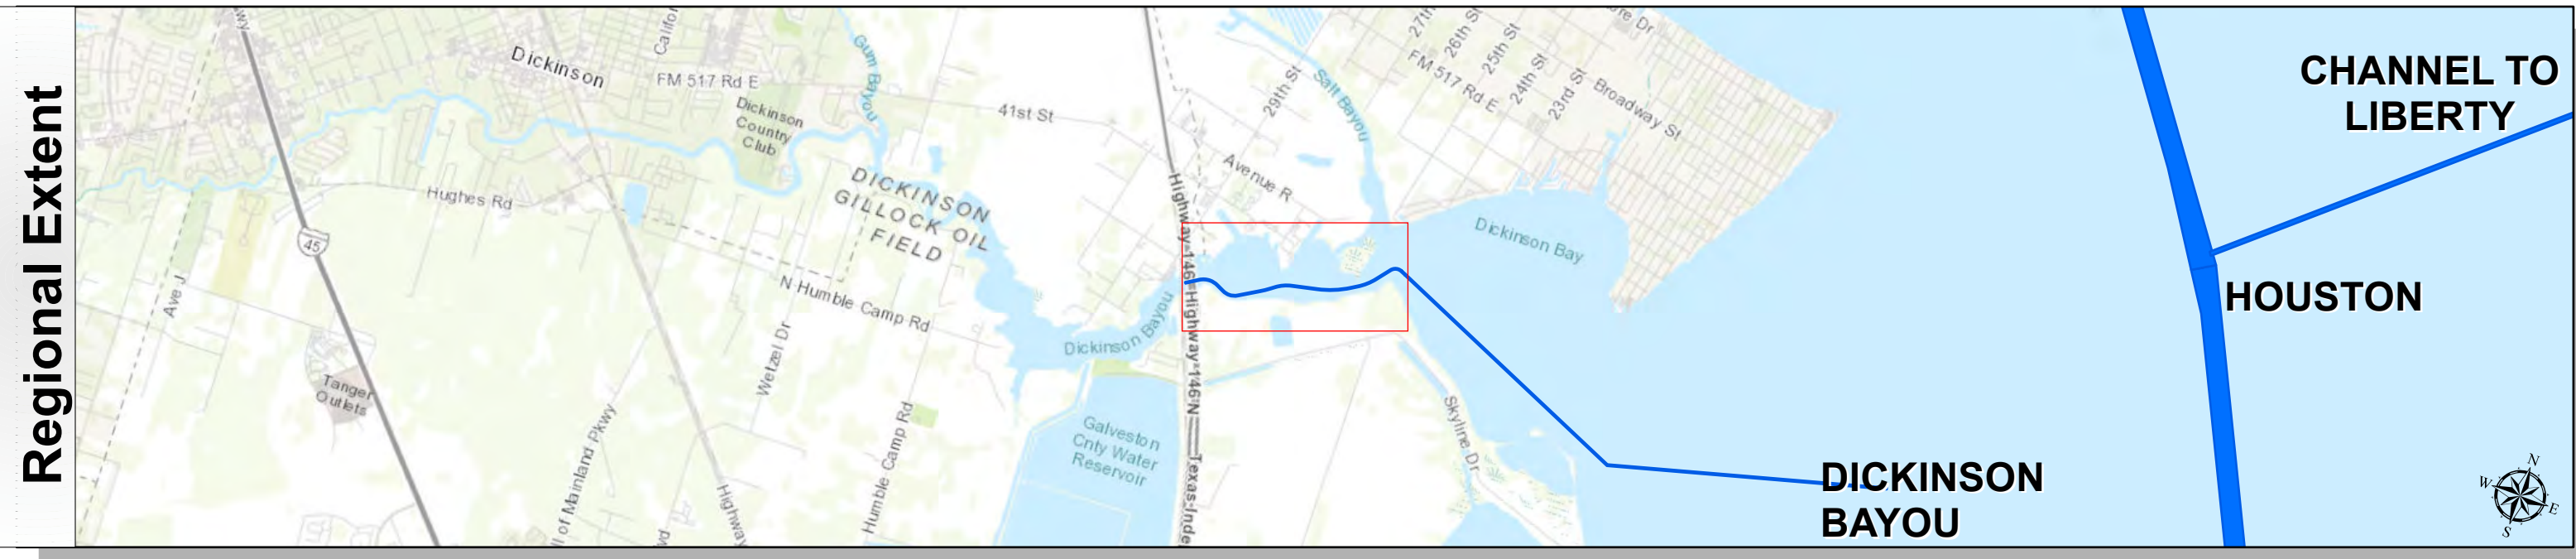 Regional Extent
Dickinson
FM 517 Rd E
Dickinson
Country
Club
Gum Bayou
41st St
Hughes Rd
45
Ave J
Tanger
Outlets
DICKINSON
GILLOCK OIL
FIELD
N Humble Camp Rd
Wetzel Dr
Humble Camp Rd
Highway
Dickinson Bayou
Galveston
Cnty Water
Reservoir
Highway 146
Highway 146 N
29th St
Avenue R
Salt Bayou
27th
26th St
25th St
24th St
23rd St
FM 517 Rd E
Broadway St
Dickinson Bay
Skyline Dr
DICKINSON
BAYOU
CHANNEL TO
LIBERTY
HOUSTON
N
W
E
S